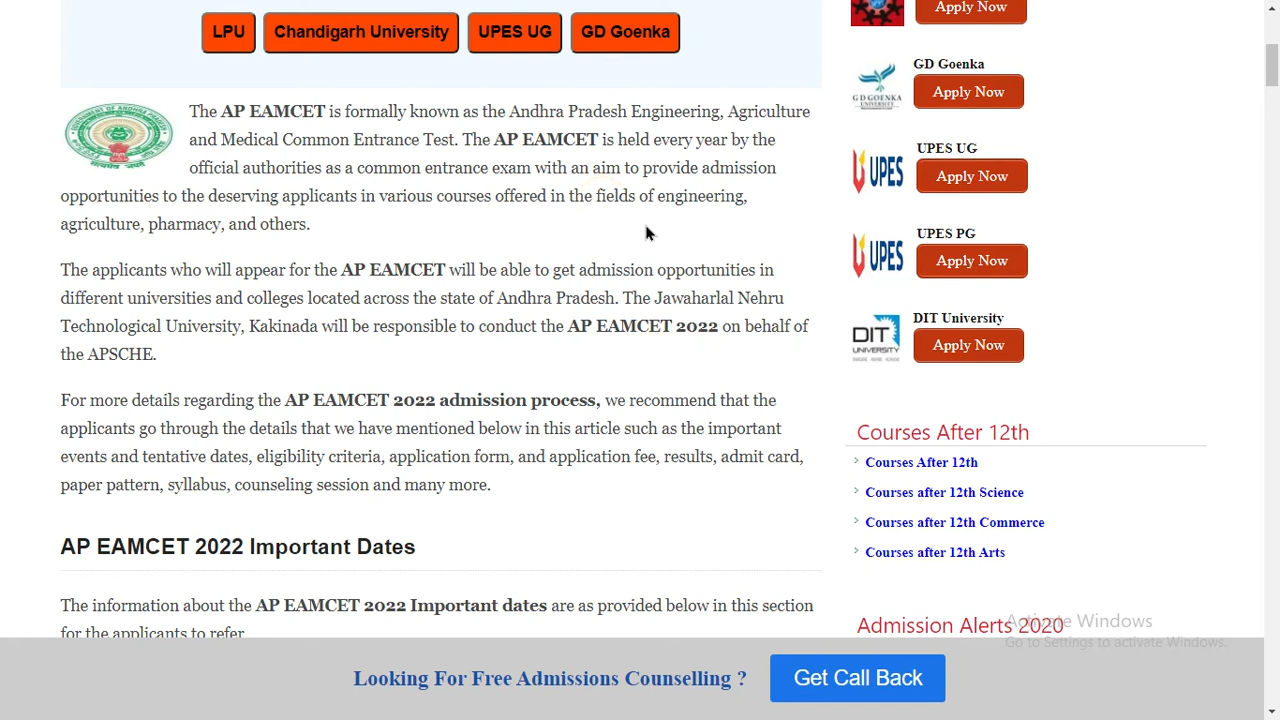 LPU
Chandigarh University
UPES UG
GD Goenka
The AP EAMCET is formally known as the Andhra Pradesh Engineering, Agriculture
and Medical Common Entrance Test. The AP EAMCET is held every year by the
official authorities as a common entrance exam with an aim to provide admission
opportunities to the deserving applicants in various courses offered in the fields of engineering,
agriculture, pharmacy, and others.
The applicants who will appear for the AP EAMCET will be able to get admission opportunities in
different universities and colleges located across the state of Andhra Pradesh. The Jawaharlal Nehru
Technological University, Kakinada will be responsible to conduct the AP EAMCET 2022 on behalf of
the APSCHE.
For more details regarding the AP EAMCET 2022 admission process, we recommend that the
applicants go through the details that we have mentioned below in this article such as the important
events and tentative dates, eligibility criteria, application form, and application fee, results, admit card,
paper pattern, syllabus, counseling session and many more.
AP EAMCET 2022 Important Dates
The information about the AP EAMCET 2022 Important dates are as provided below in this section
for the applicants to refer
Apply Now
GD Goenka
GD GOENKA
UNIVERSITY
Apply Now
UPES UG
UPES
Apply Now
UPES PG
UPES
Apply Now
DIT University
DIT
UNIVERSITY
Apply Now
Courses After 12th
Courses After 12th
Courses after 12th Science
Courses after 12th Commerce
Courses after 12th Arts
Admission Alerts 2020
Activate Windows
Go to Settings to activate Windows.
Looking For Free Admissions Counselling ?
Get Call Back